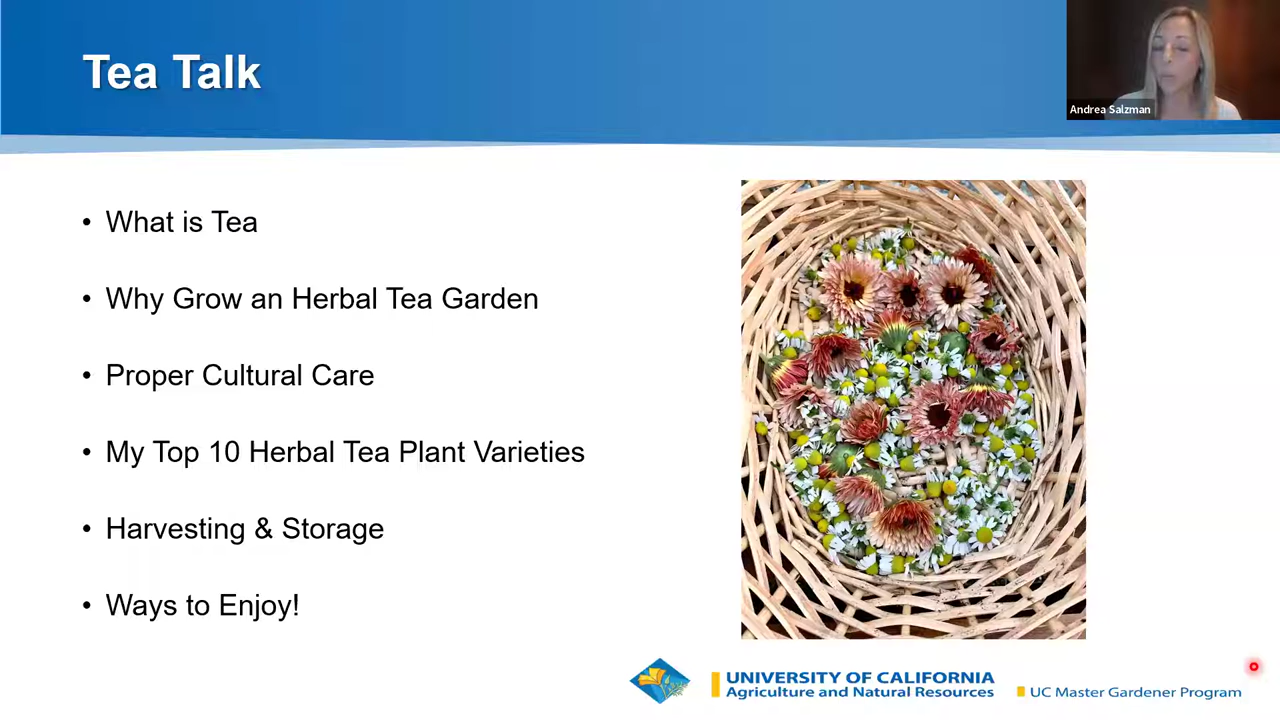 Tea Talk
Andrea Salzman
• What is Tea
• Why Grow an Herbal Tea Garden
• Proper Cultural Care
• My Top 10 Herbal Tea Plant Varieties
• Harvesting & Storage
• Ways to Enjoy!
UNIVERSITY OF CALIFORNIA
Agriculture and Natural Resources
UC Master Gardener Program